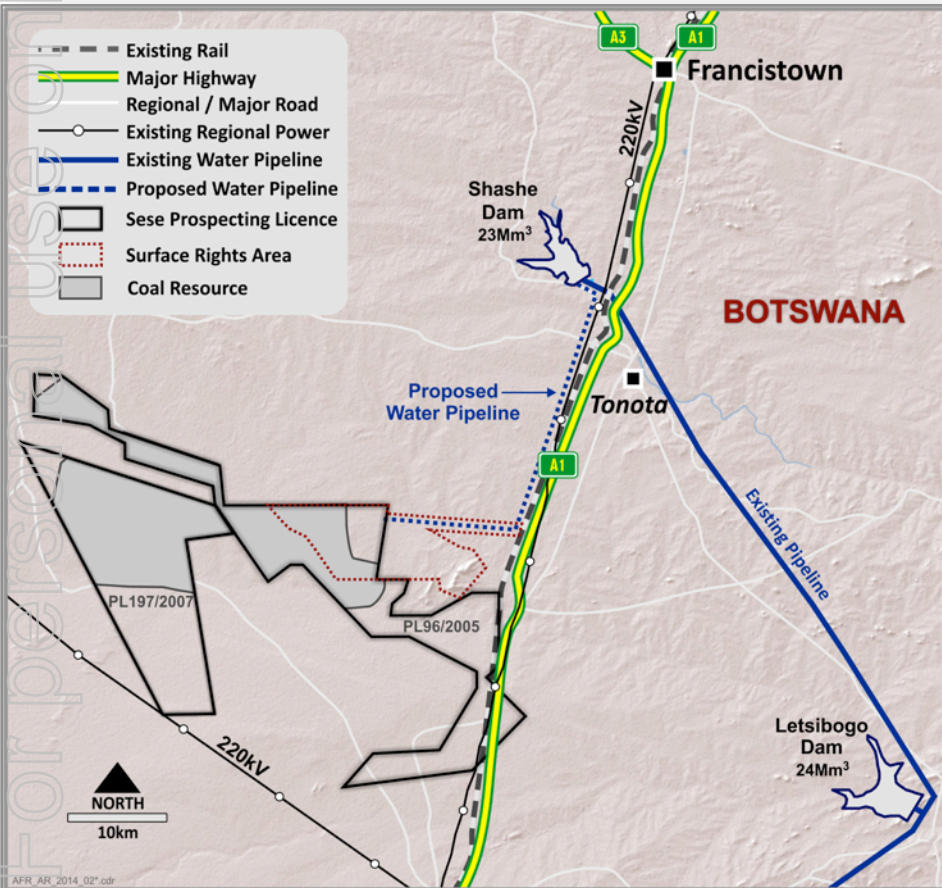 For personal use on
Existing Rail
Major Highway
Regional / Major Road
Existing Regional Power
Existing Water Pipeline
Proposed Water Pipeline
Sese Prospecting Licence
Surface Rights Area
Coal Resource
A3
A1
Francistown
220kV
Shashe
Dam
23Mm³
BOTSWANA
Proposed
Water Pipeline
Tonota
A1
Existing Pipeline
PL197/2007
PL96/2005
220kV
Letsibogo
Dam
24Mm³
NORTH
10km
AFR_AR_2014_02*.cdr